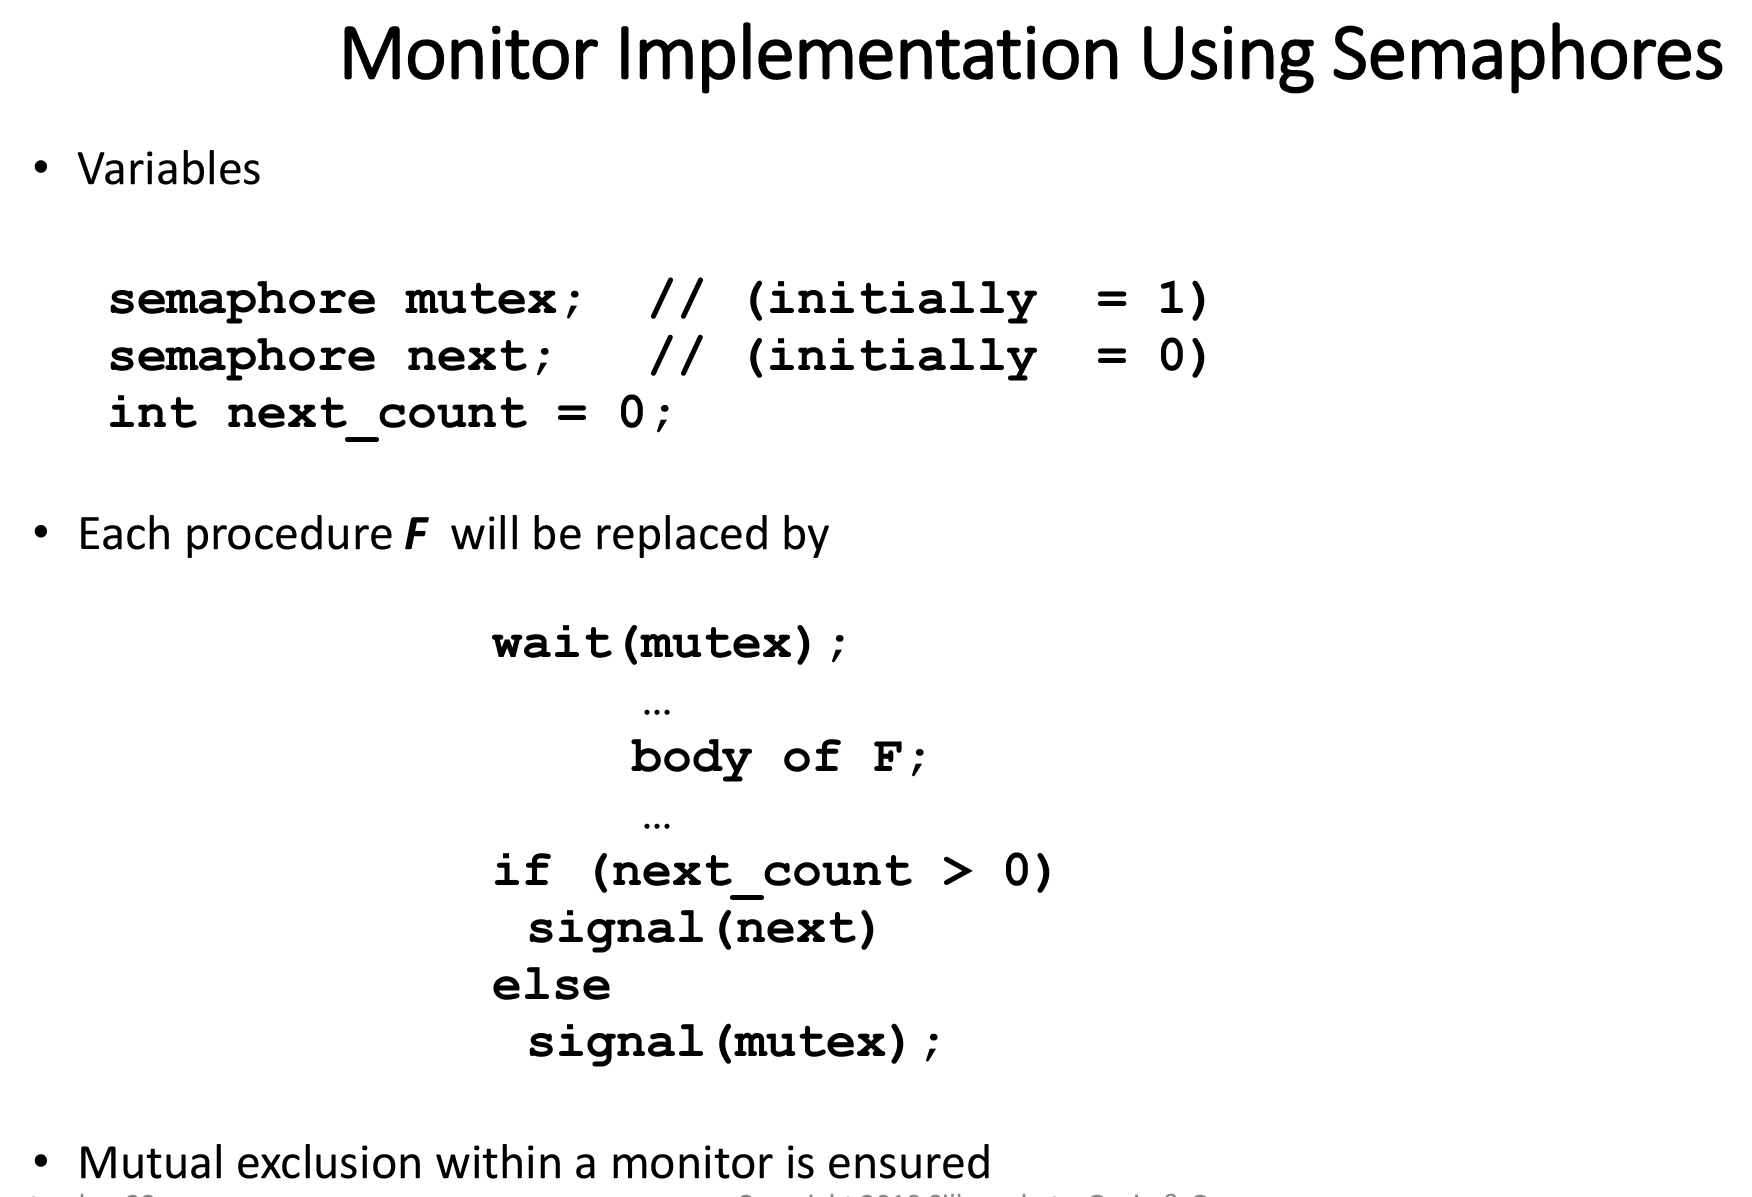 Monitor Implementation Using Semaphores
• Variables
semaphore mutex;  // (initially  = 1)
semaphore next;   // (initially  = 0)
int next_count = 0;
• Each procedure F will be replaced by
wait(mutex);
…
body of F;
…
if (next_count > 0)
signal(next)
else
signal(mutex);
• Mutual exclusion within a monitor is ensured